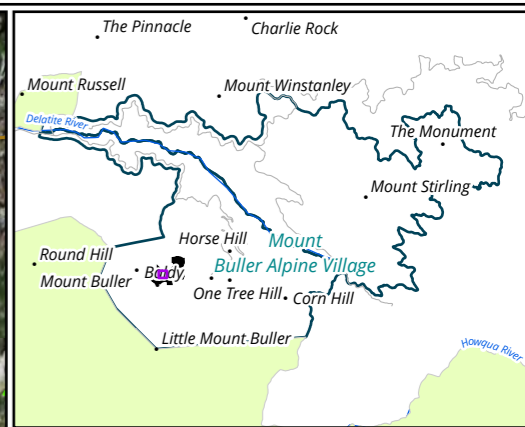 The Pinnacle
Charlie Rock
Mount Russell
Mount Winstanley
Delatite River
The Monument
Mount Stirling
Horse Hill
Mount
Buller Alpine Village
Round Hill
Mount Buller
One Tree Hill
Corn Hill
Little Mount Buller
Howqua River